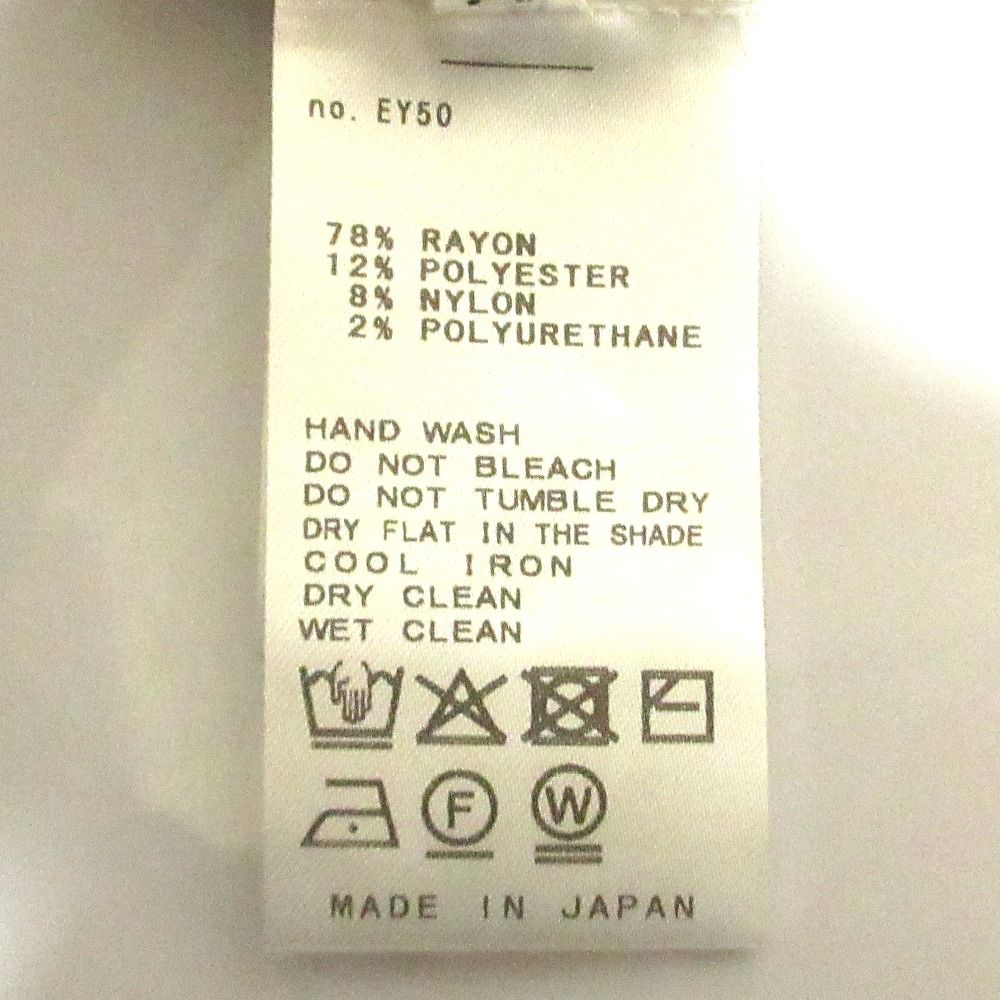 no. EY50
78% RAYON
12% POLYESTER
8% NYLON
2% POLYURETHANE
HAND WASH
DO NOT BLEACH
DO NOT TUMBLE DRY
DRY FLAT IN THE SHADE
COOL IRON
DRY CLEAN
WET CLEAN
F W
MADE IN JAPAN